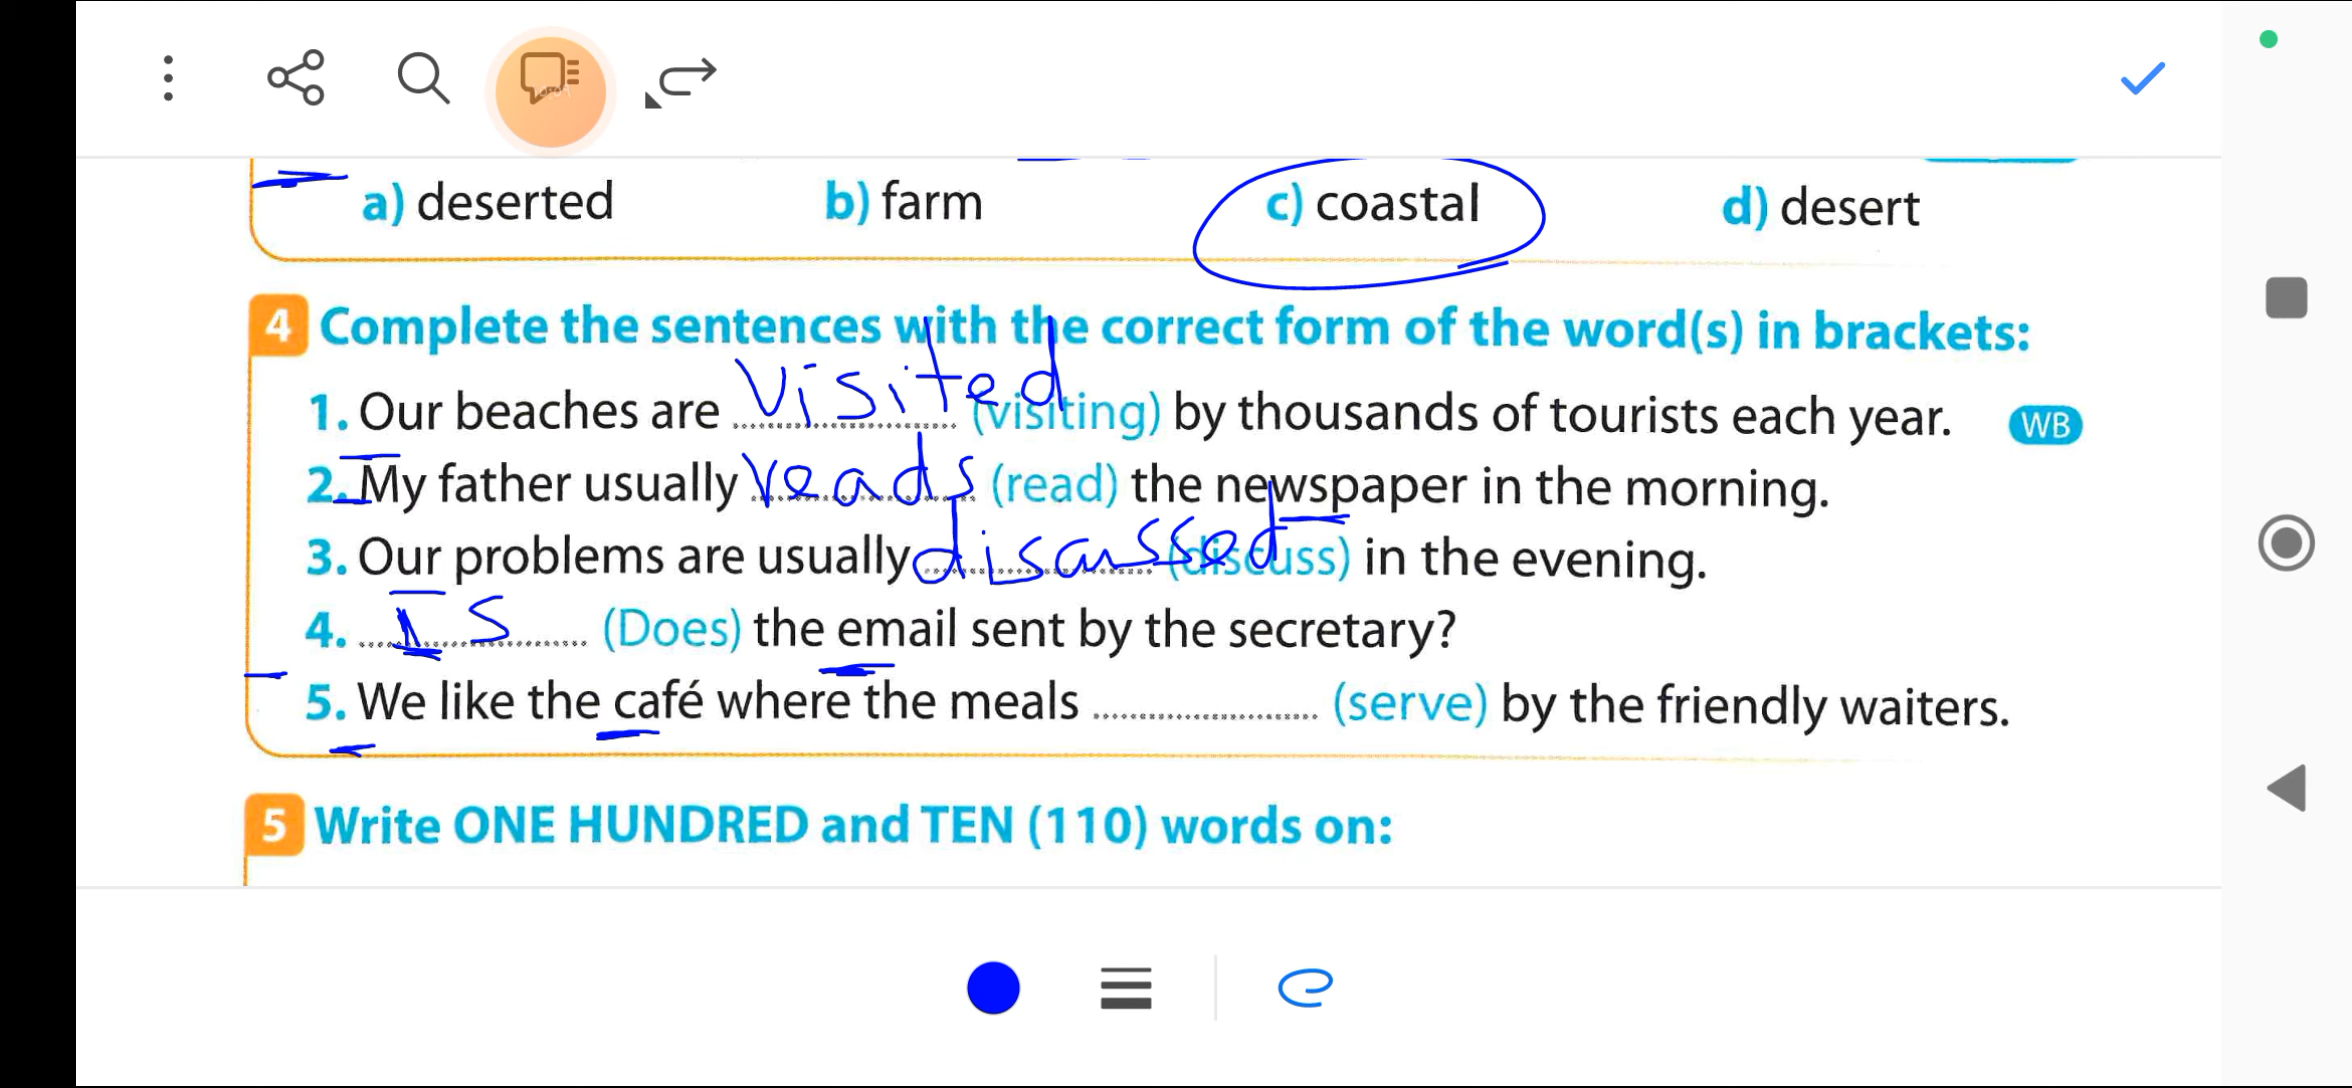 a) deserted b) farm c) coastal d) desert
4 Complete the sentences with the correct form of the word(s) in brackets:
1. Our beaches are visited (visiting) by thousands of tourists each year. WB
2. My father usually reads (read) the newspaper in the morning.
3. Our problems are usually discussed (discuss) in the evening.
4. Is (Does) the email sent by the secretary?
5. We like the café where the meals .................... (serve) by the friendly waiters.
5 Write ONE HUNDRED and TEN (110) words on: